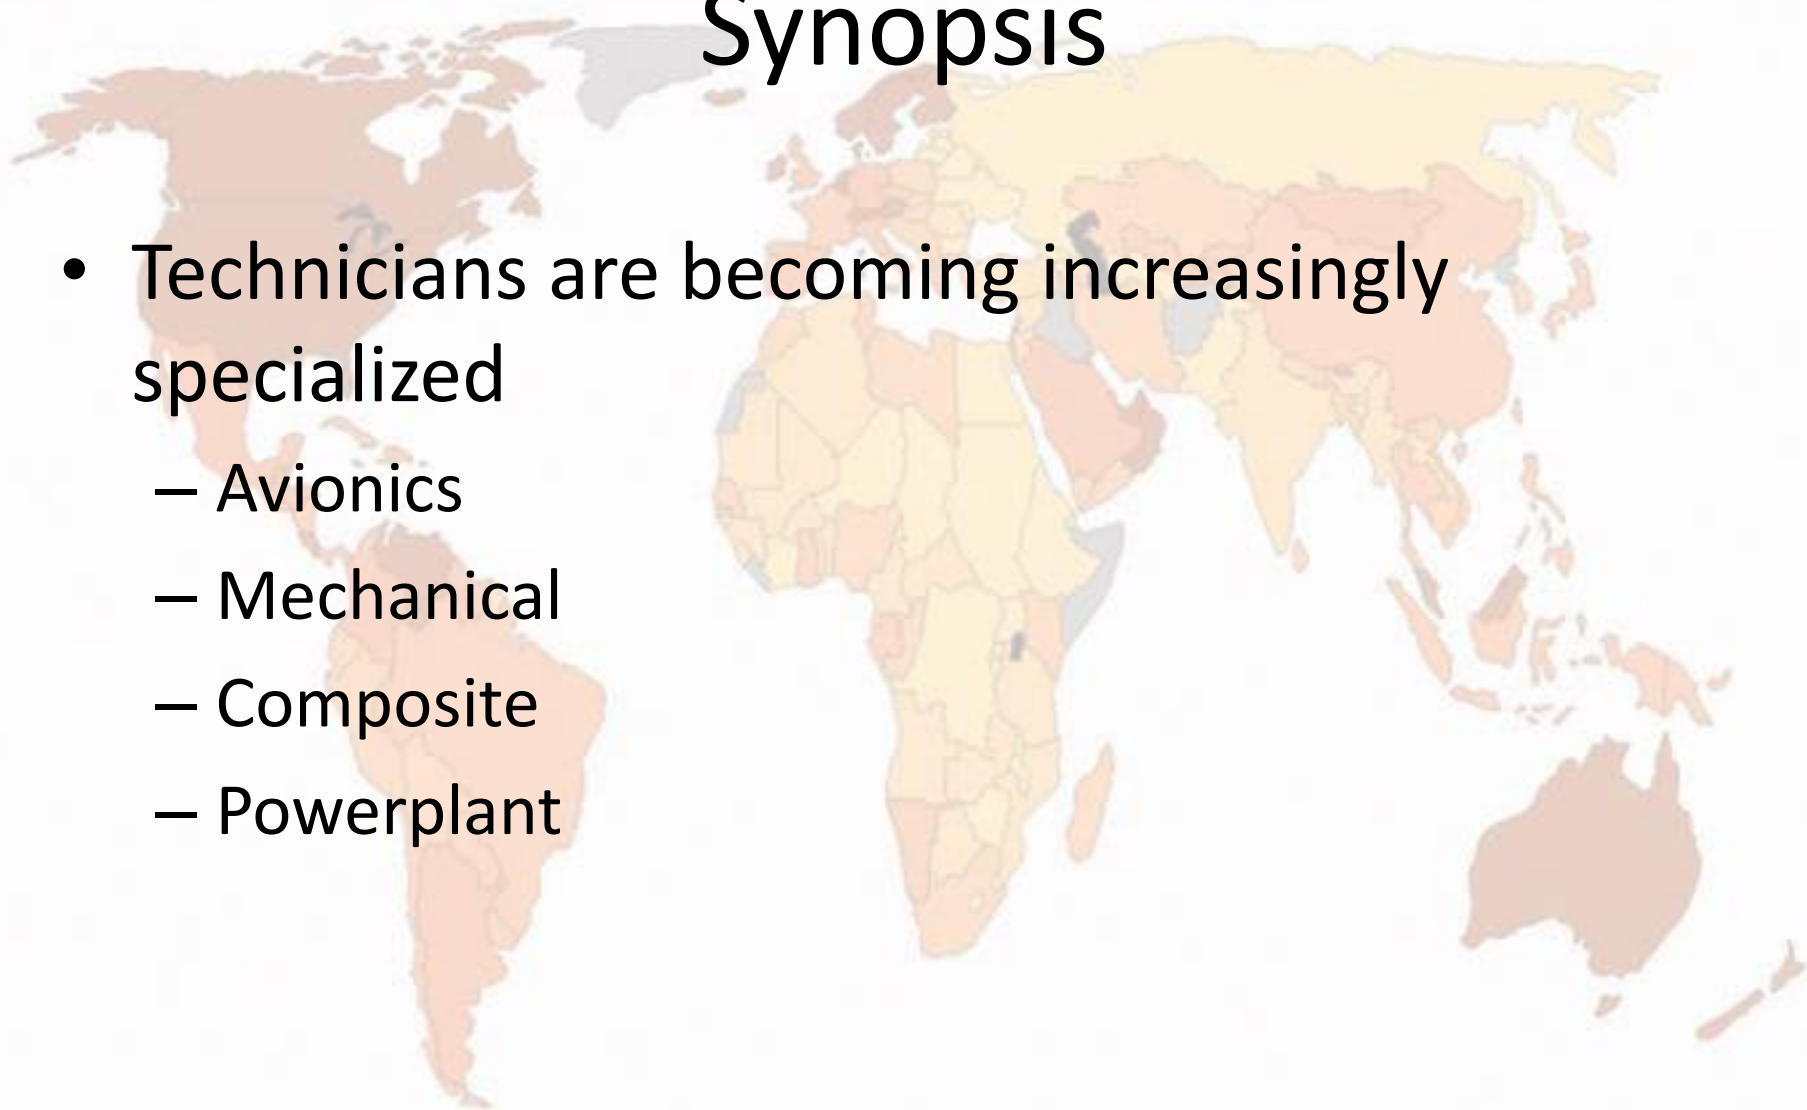 Synopsis
• Technicians are becoming increasingly
specialized
– Avionics
– Mechanical
– Composite
– Powerplant